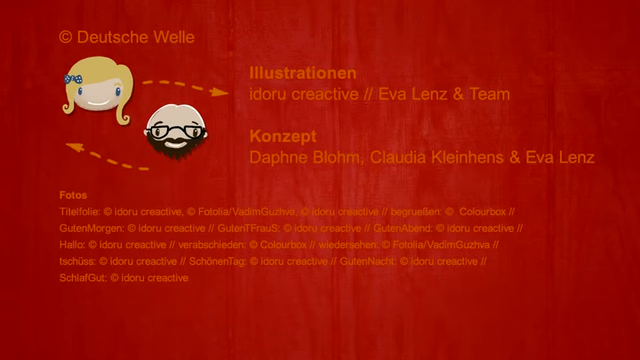 © Deutsche Welle
Illustrationen
idoru creactive // Eva Lenz & Team
Konzept
Daphne Blohm, Claudia Kleinhens & Eva Lenz
Fotos
Titelfolie: © idoru creactive, © Fotolia/VadimGuzhva, © idoru creactive // begrueßen: © Colourbox //
GutenMorgen: © idoru creactive // GutenTFrauS: © idoru creactive // GutenAbend: © idoru creactive //
Hallo: © idoru creactive // verabschieden: © Colourbox // wiedersehen: © Fotolia/VadimGuzhva //
tschüss: © idoru creactive // SchönenTag: © idoru creactive // GutenNacht: © idoru creactive //
SchlafGut: © idoru creactive